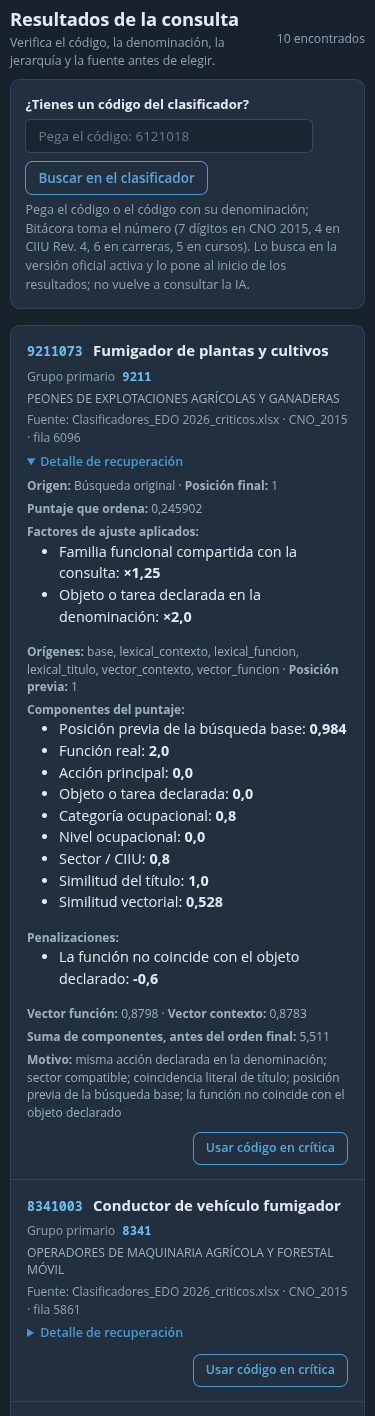 Resultados de la consulta
Verifica el código, la denominación, la
jerarquía y la fuente antes de elegir.
10 encontrados
¿Tienes un código del clasificador?
Pega el código: 6121018
Buscar en el clasificador
Pega el código o el código con su denominación;
Bitácora toma el número (7 dígitos en CNO 2015, 4 en
CIIU Rev. 4, 6 en carreras, 5 en cursos). Lo busca en la
versión oficial activa y lo pone al inicio de los
resultados; no vuelve a consultar la IA.
9211073 Fumigador de plantas y cultivos
Grupo primario 9211
PEONES DE EXPLOTACIONES AGRÍCOLAS Y GANADERAS
Fuente: Clasificadores_EDO 2026_criticos.xlsx · CNO_2015
· fila 6096
▼ Detalle de recuperación
Origen: Búsqueda original · Posición final: 1
Puntaje que ordena: 0,245902
Factores de ajuste aplicados:
• Familia funcional compartida con la
consulta: ×1,25
• Objeto o tarea declarada en la
denominación: ×2,0
Orígenes: base, lexical_contexto, lexical_funcion,
lexical_titulo, vector_contexto, vector_funcion · Posición
previa: 1
Componentes del puntaje:
• Posición previa de la búsqueda base: 0,984
• Función real: 2,0
• Acción principal: 0,0
• Objeto o tarea declarada: 0,0
• Categoría ocupacional: 0,8
• Nivel ocupacional: 0,0
• Sector / CIIU: 0,8
• Similitud del título: 1,0
• Similitud vectorial: 0,528
Penalizaciones:
• La función no coincide con el objeto
declarado: -0,6
Vector función: 0,8798 · Vector contexto: 0,8783
Suma de componentes, antes del orden final: 5,511
Motivo: misma acción declarada en la denominación;
sector compatible; coincidencia literal de título; posición
previa de la búsqueda base; la función no coincide con el
objeto declarado
Usar código en crítica
8341003 Conductor de vehículo fumigador
Grupo primario 8341
OPERADORES DE MAQUINARIA AGRÍCOLA Y FORESTAL
MÓVIL
Fuente: Clasificadores_EDO 2026_criticos.xlsx · CNO_2015
· fila 5861
▶ Detalle de recuperación
Usar código en crítica